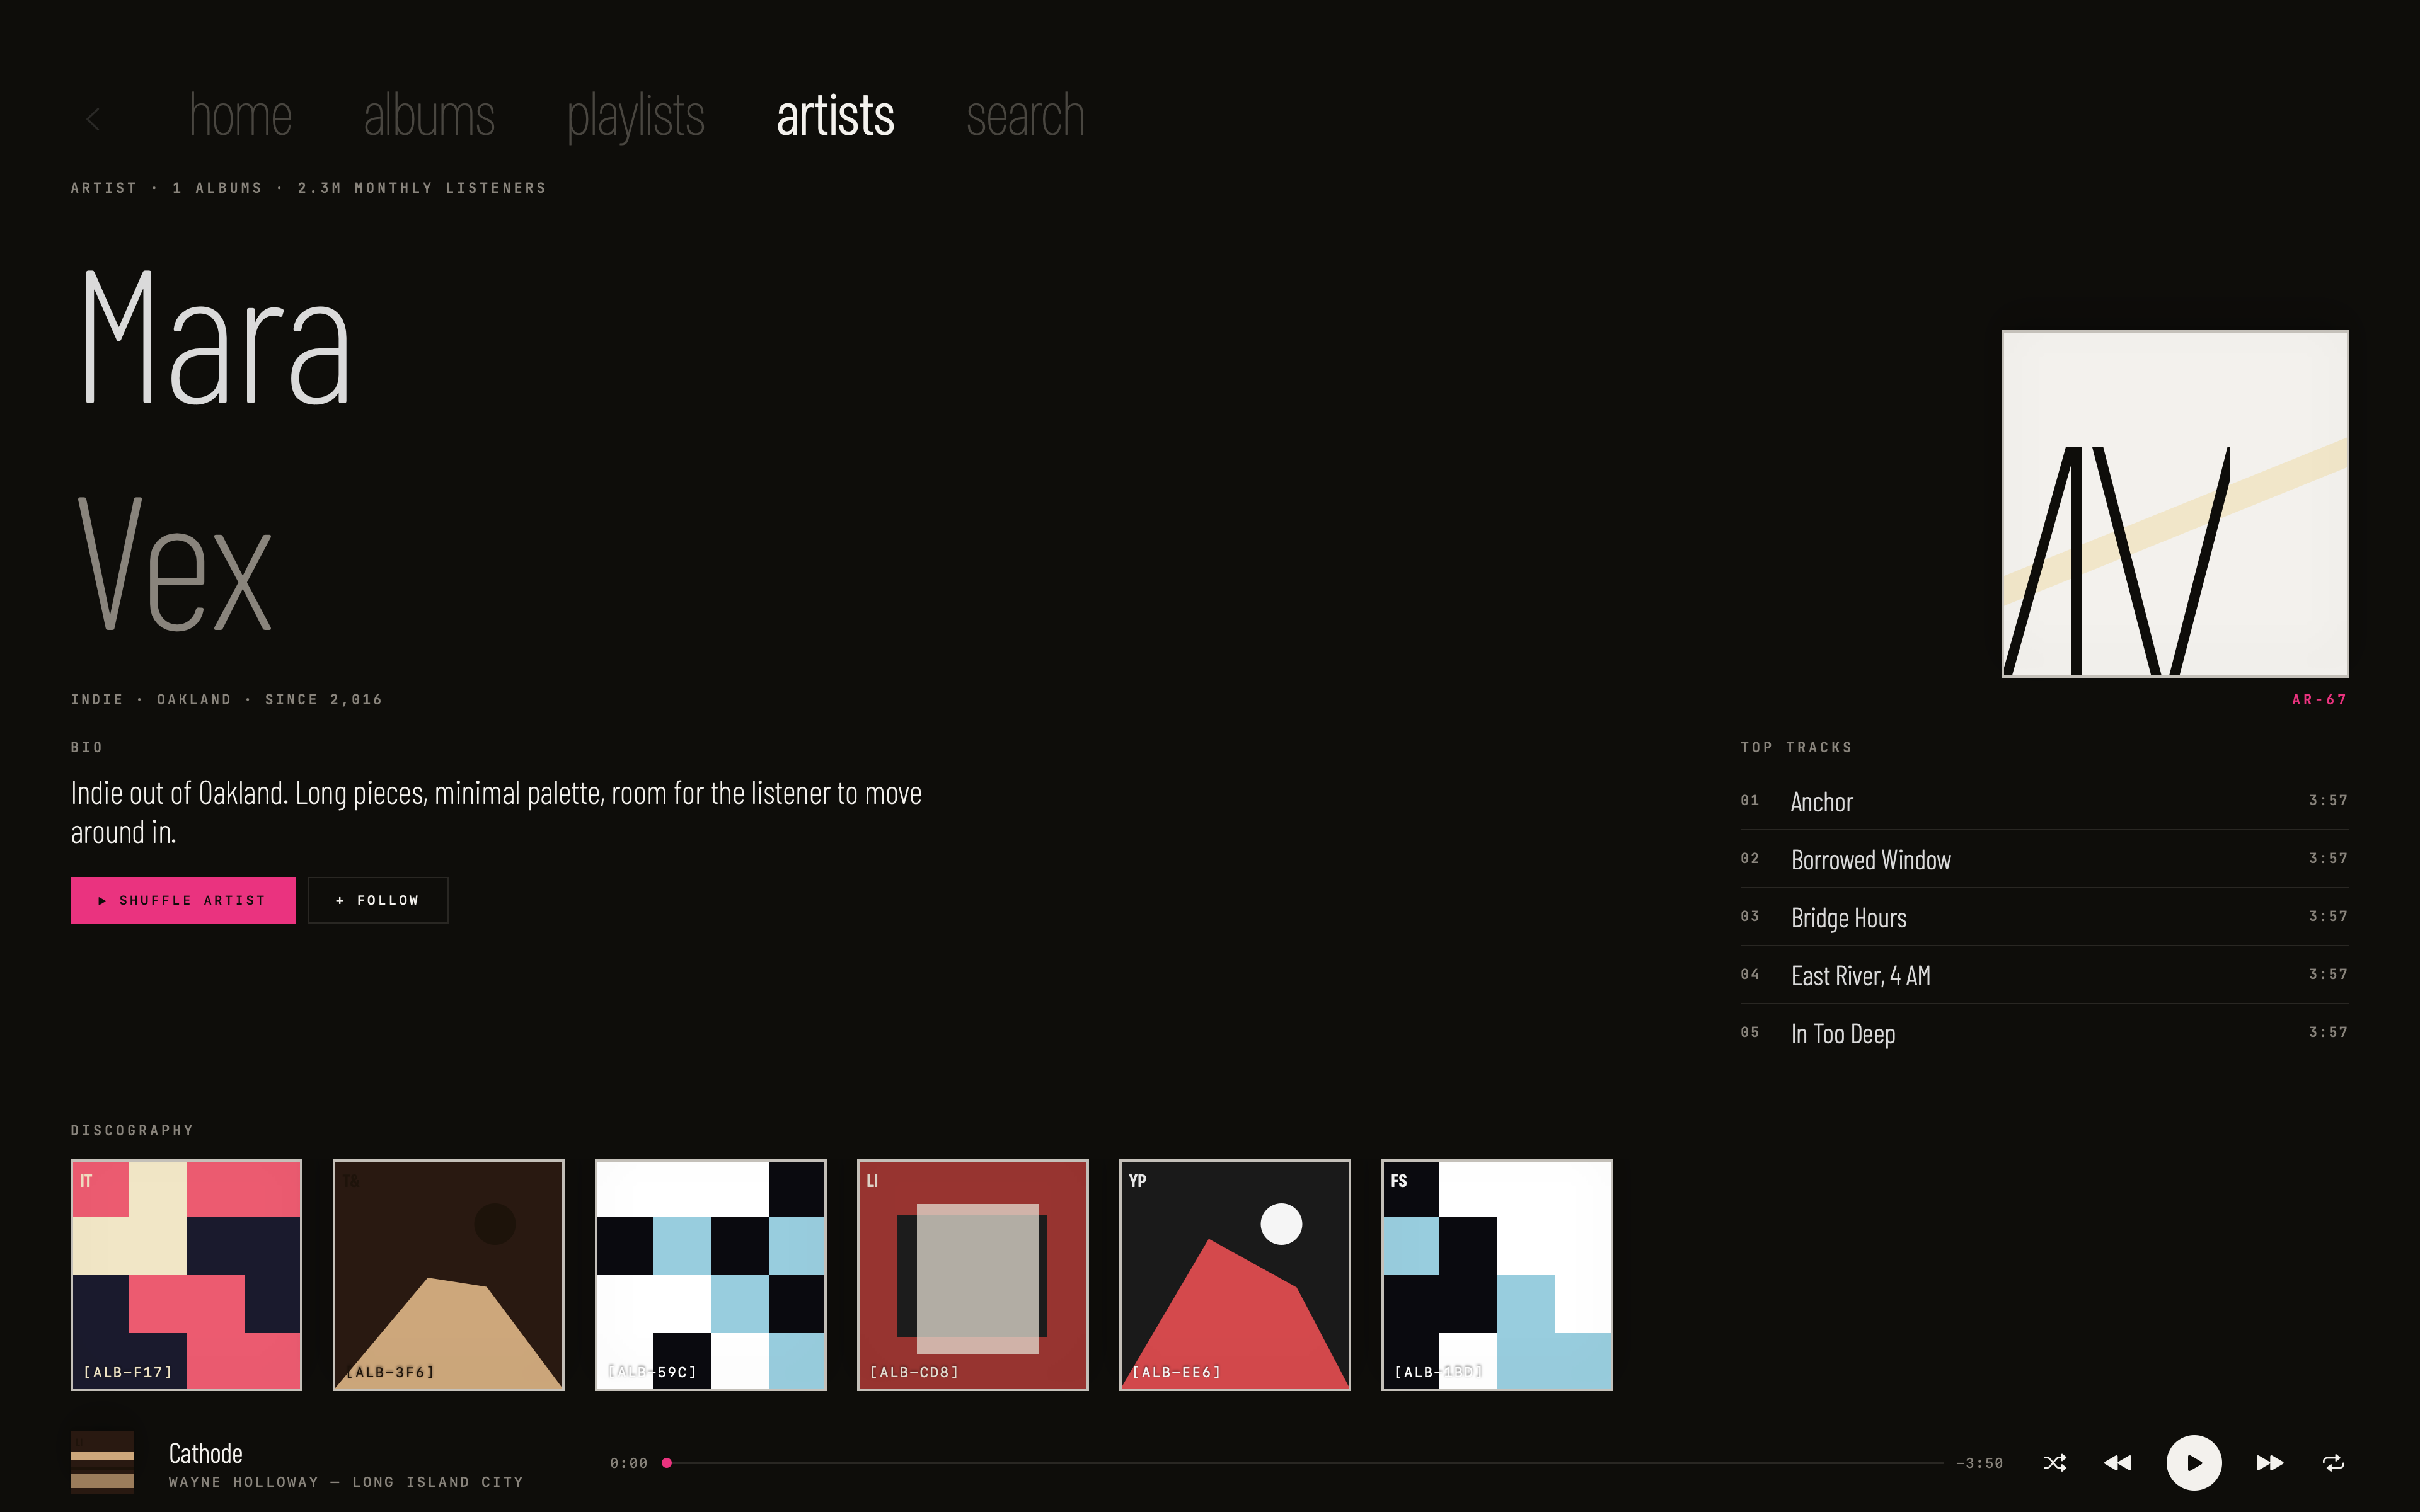 home albums playlists artists search
ARTIST · 1 ALBUMS · 2.3M MONTHLY LISTENERS
Mara
Vex
INDIE · OAKLAND · SINCE 2,016
AR-67
BIO
Indie out of Oakland. Long pieces, minimal palette, room for the listener to move
around in.
▶ SHUFFLE ARTIST
+ FOLLOW
TOP TRACKS
01 Anchor 3:57
02 Borrowed Window 3:57
03 Bridge Hours 3:57
04 East River, 4 AM 3:57
05 In Too Deep 3:57
DISCOGRAPHY
IT
[ALB—F17]
T&
[ALB—3F6]
[ALB—59C]
LI
[ALB—CD8]
YP
[ALB—EE6]
FS
[ALB—1BD]
Cathode
WAYNE HOLLOWAY — LONG ISLAND CITY
0:00
—3:50